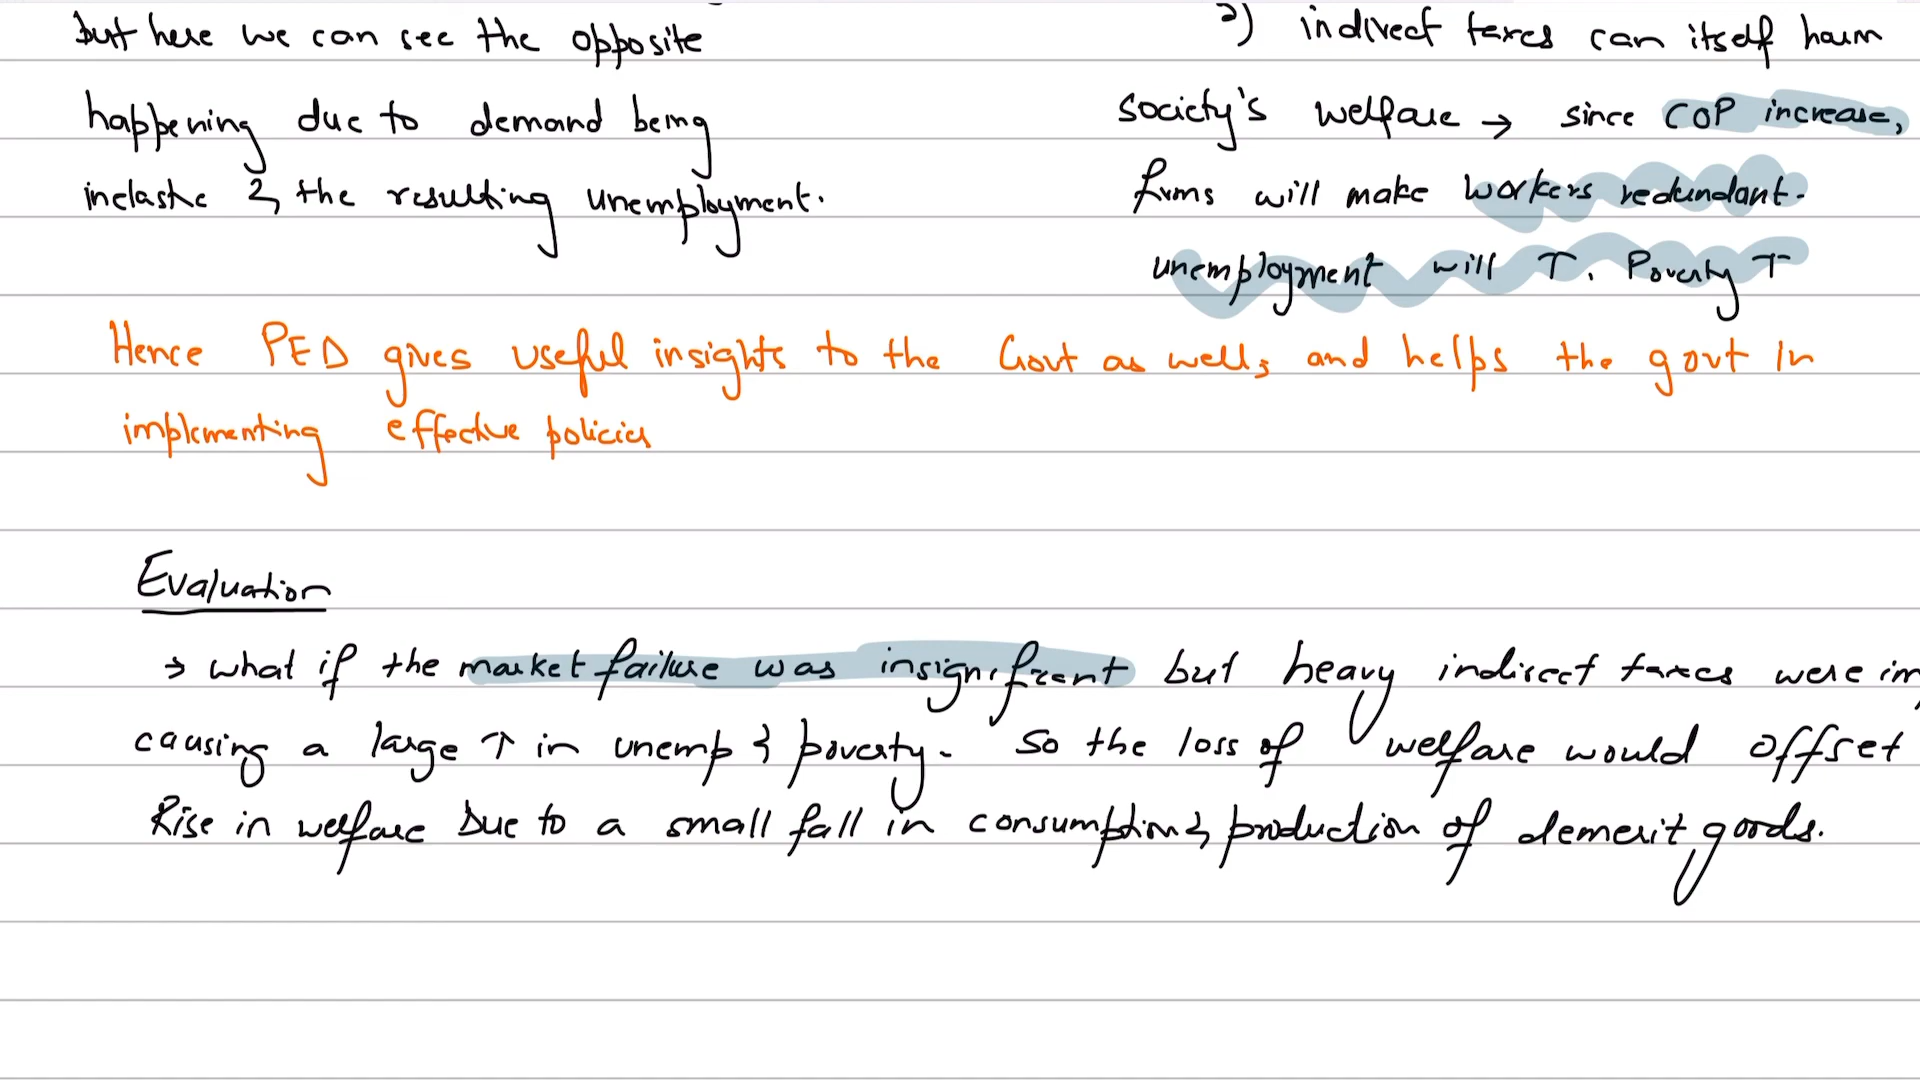 but here we can see the opposite
happening due to demand being
inelastic & the resulting unemployment.
2) indirect taxes can itself harm
society's welfare → since COP increase,
firms will make workers redundant.
unemployment will ↑. Poverty ↑
Hence PED gives useful insights to the Govt as well, and helps the govt in
implementing effective policies
Evaluation
→ what if the market failure was insignificant but heavy indirect taxes were im
causing a large ↑ in unemp & poverty. So the loss of welfare would offset
Rise in welfare Due to a small fall in consumption & production of demerit goods.